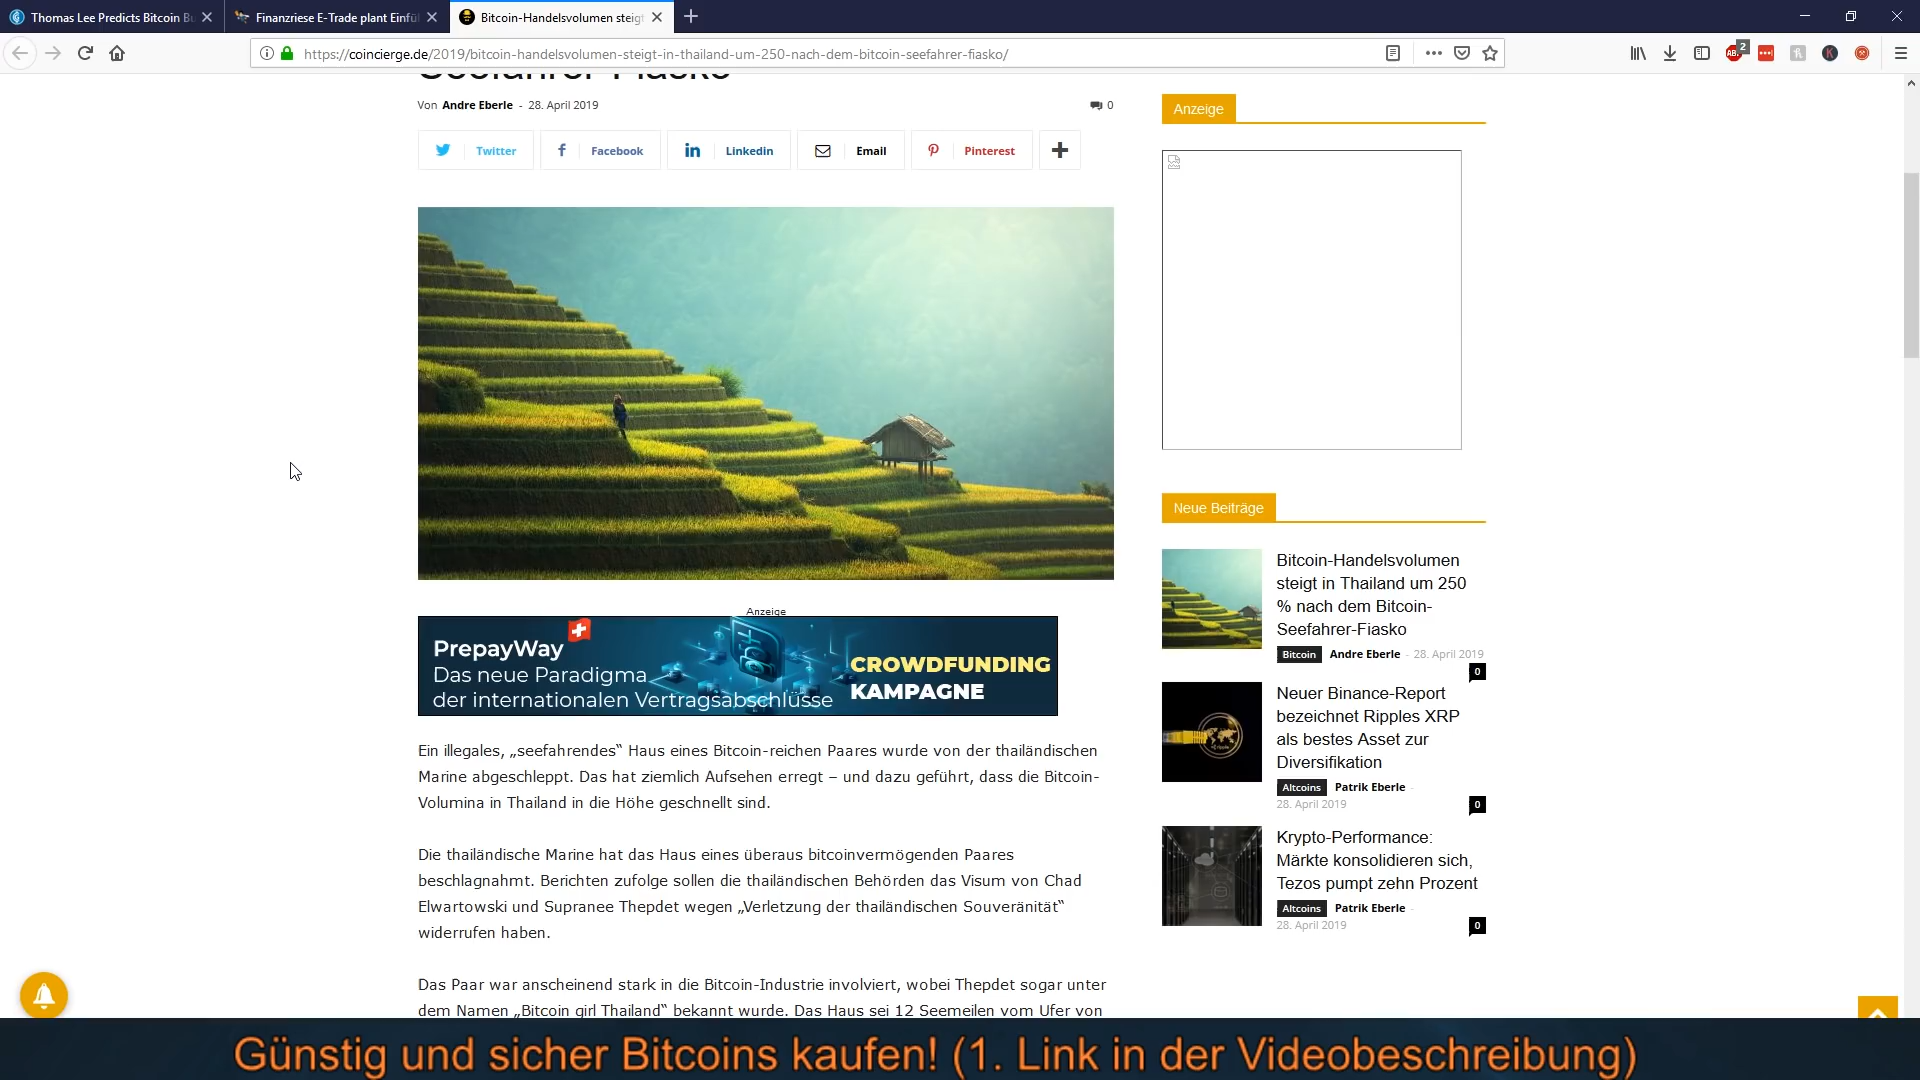 Thomas Lee Predicts Bitcoin Bu
Finanzriese E-Trade plant Einfü
Bitcoin-Handelsvolumen steigt
https://coincierge.de/2019/bitcoin-handelsvolumen-steigt-in-thailand-um-250-nach-dem-bitcoin-seefahrer-fiasko/
2
Seefahrer-Fiasko
Von Andre Eberle - 28. April 2019
0
Twitter
Facebook
Linkedin
Email
Pinterest
Anzeige
PrepayWay
Das neue Paradigma
der internationalen Vertragsabschlüsse
CROWDFUNDING
KAMPAGNE
Ein illegales, „seefahrendes“ Haus eines Bitcoin-reichen Paares wurde von der thailändischen
Marine abgeschleppt. Das hat ziemlich Aufsehen erregt – und dazu geführt, dass die Bitcoin-
Volumina in Thailand in die Höhe geschnellt sind.
Die thailändische Marine hat das Haus eines überaus bitcoinvermögenden Paares
beschlagnahmt. Berichten zufolge sollen die thailändischen Behörden das Visum von Chad
Elwartowski und Supranee Thepdet wegen „Verletzung der thailändischen Souveränität“
widerrufen haben.
Das Paar war anscheinend stark in die Bitcoin-Industrie involviert, wobei Thepdet sogar unter
dem Namen „Bitcoin girl Thailand“ bekannt wurde. Das Haus sei 12 Seemeilen vom Ufer von
Anzeige
Neue Beiträge
Bitcoin-Handelsvolumen
steigt in Thailand um 250
% nach dem Bitcoin-
Seefahrer-Fiasko
Bitcoin Andre Eberle - 28. April 2019
0
Neuer Binance-Report
bezeichnet Ripples XRP
als bestes Asset zur
Diversifikation
Altcoins Patrik Eberle -
28. April 2019
0
Krypto-Performance:
Märkte konsolidieren sich,
Tezos pumpt zehn Prozent
Altcoins Patrik Eberle -
28. April 2019
0
Günstig und sicher Bitcoins kaufen! (1. Link in der Videobeschreibung)